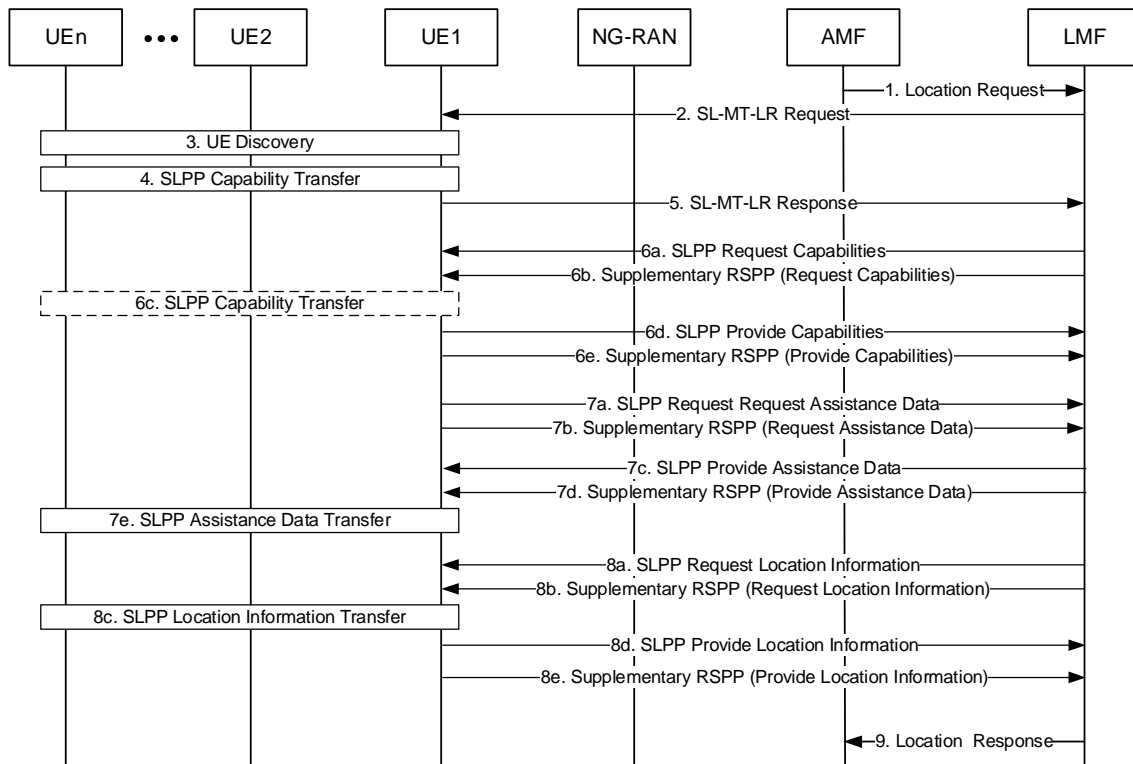 UEn
UE2
UE1
NG-RAN
AMF
LMF
1. Location Request
2. SL-MT-LR Request
3. UE Discovery
4. SLPP Capability Transfer
5. SL-MT-LR Response
6a. SLPP Request Capabilities
6b. Supplementary RSPP (Request Capabilities)
6c. SLPP Capability Transfer
6d. SLPP Provide Capabilities
6e. Supplementary RSPP (Provide Capabilities)
7a. SLPP Request Request Assistance Data
7b. Supplementary RSPP (Request Assistance Data)
7c. SLPP Provide Assistance Data
7d. Supplementary RSPP (Provide Assistance Data)
7e. SLPP Assistance Data Transfer
8a. SLPP Request Location Information
8b. Supplementary RSPP (Request Location Information)
8c. SLPP Location Information Transfer
8d. SLPP Provide Location Information
8e. Supplementary RSPP (Provide Location Information)
9. Location  Response